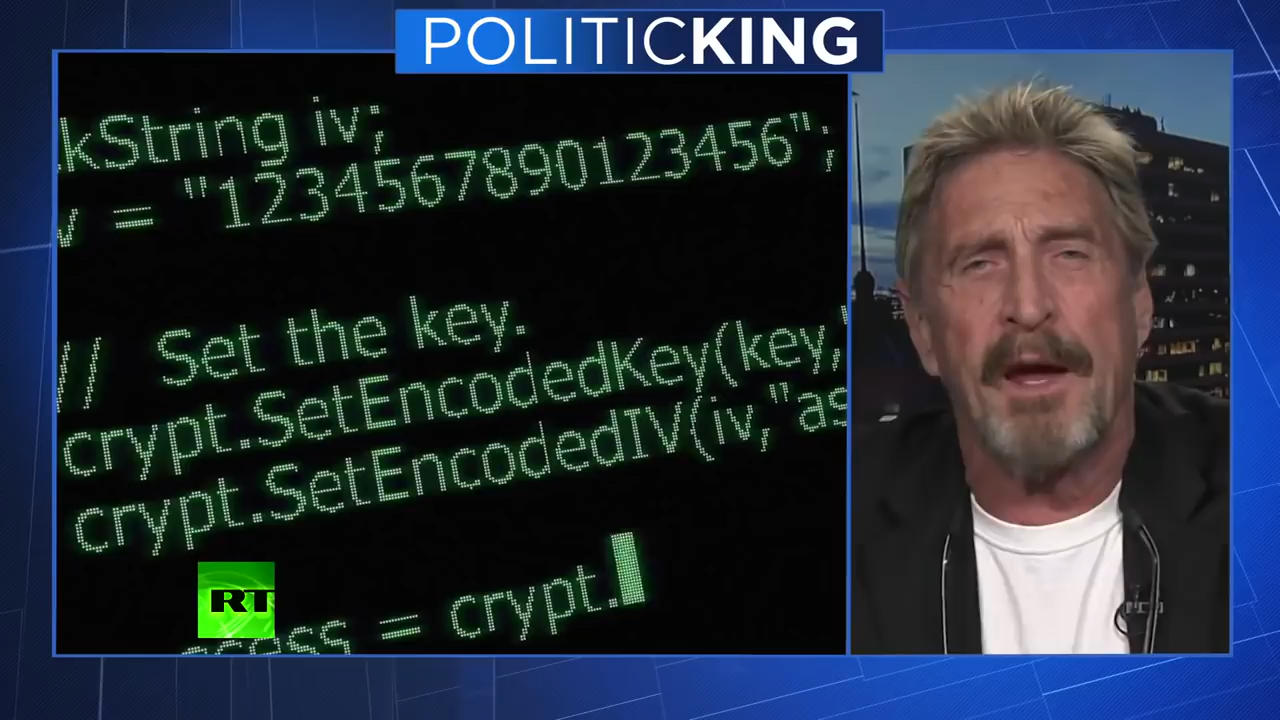 POLITICKING
kString iv;
v = "1234567890123456";
// Set the key.
crypt.SetEncodedKey(key,"
crypt.SetEncodedIV(iv,"as
= crypt.
RT